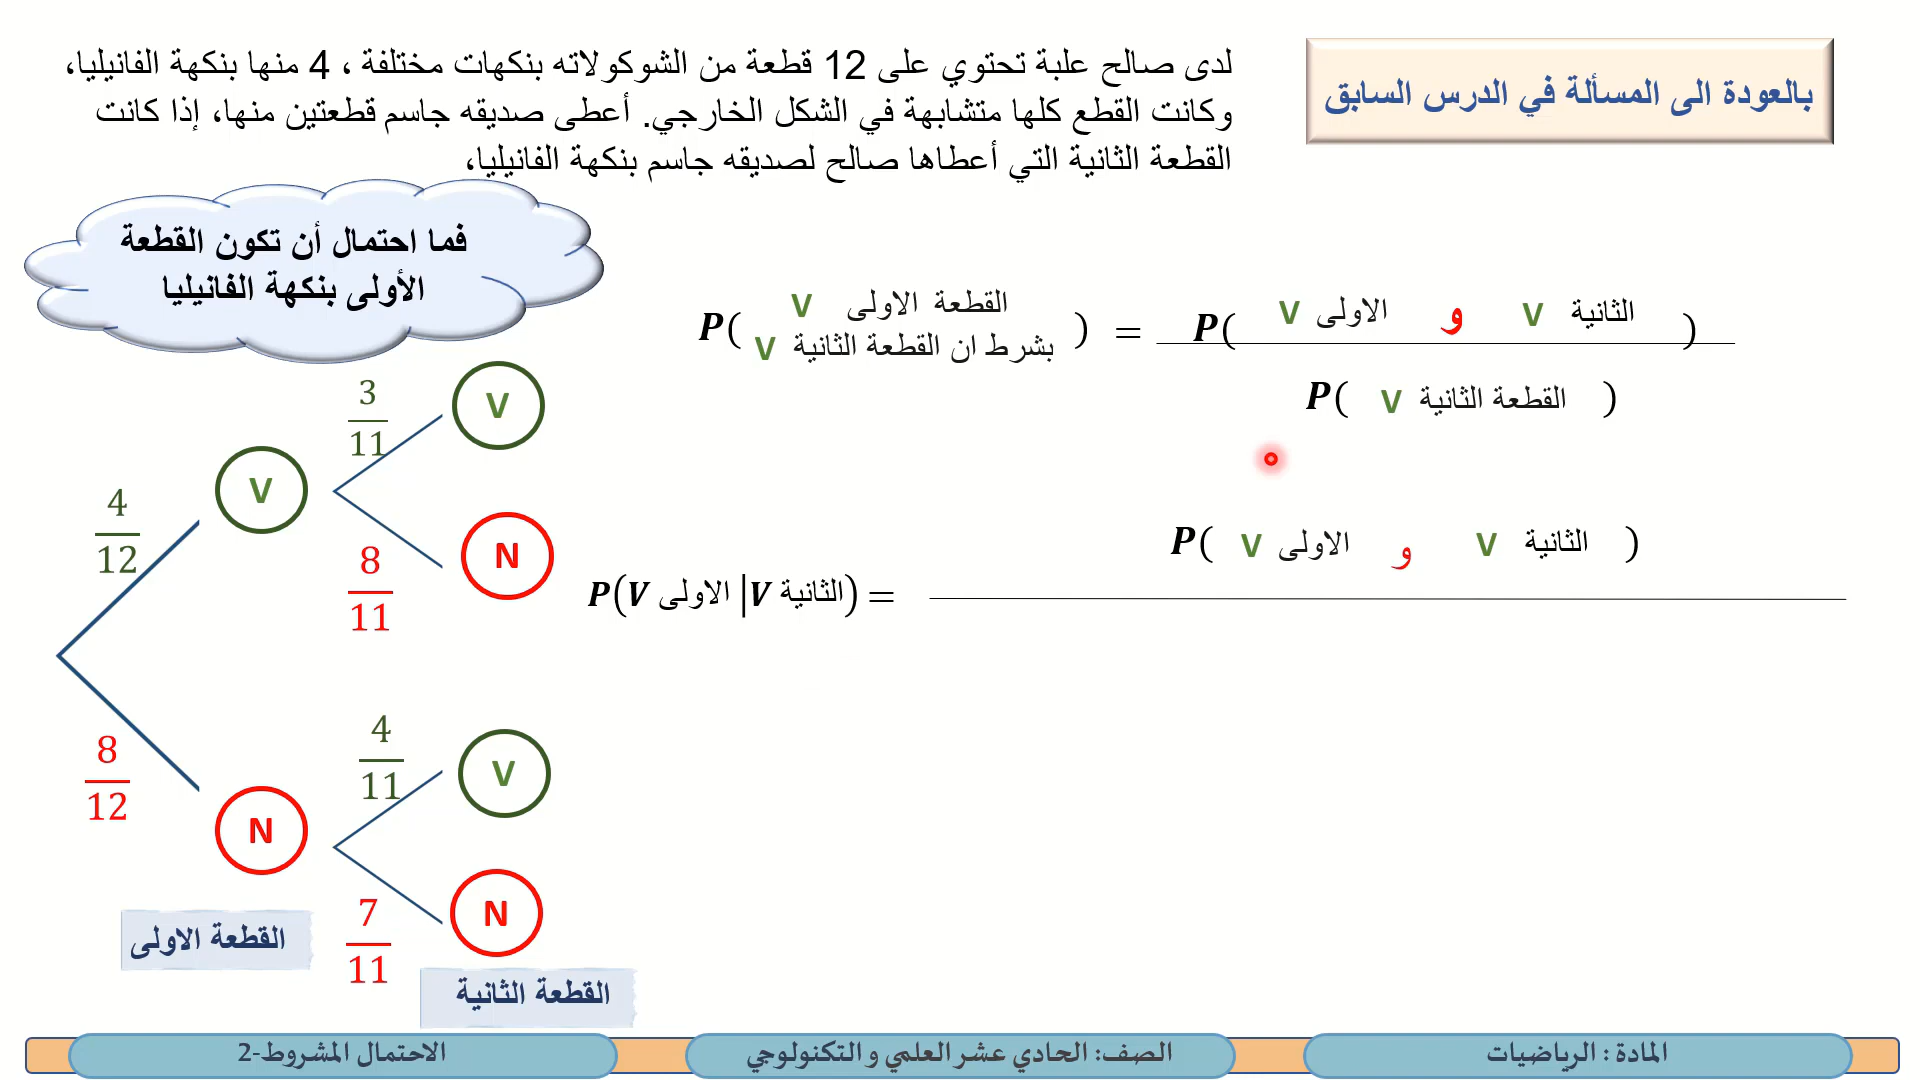 بالعودة الى المسألة في الدرس السابق
لدى صالح علبة تحتوي على 12 قطعة من الشوكولاته بنكهات مختلفة ، 4 منها بنكهة الفانيليا،
وكانت القطع كلها متشابهة في الشكل الخارجي. أعطى صديقه جاسم قطعتين منها، إذا كانت
القطعة الثانية التي أعطاها صالح لصديقه جاسم بنكهة الفانيليا،
فما احتمال أن تكون القطعة
الأولى بنكهة الفانيليا
P( القطعة الاولى V
بشرط ان القطعة الثانية V ) =
P( V الاولى و V الثانية )
P( V القطعة الثانية )
P(V الاولى |V الثانية) =
P( V الاولى و V الثانية )
4/12
V
3/11
V
8/11
N
8/12
N
4/11
V
7/11
N
القطعة الاولى
القطعة الثانية
المادة : الرياضيات
الصف: الحادي عشر العلمي و التكنولوجي
الاحتمال المشروط-2